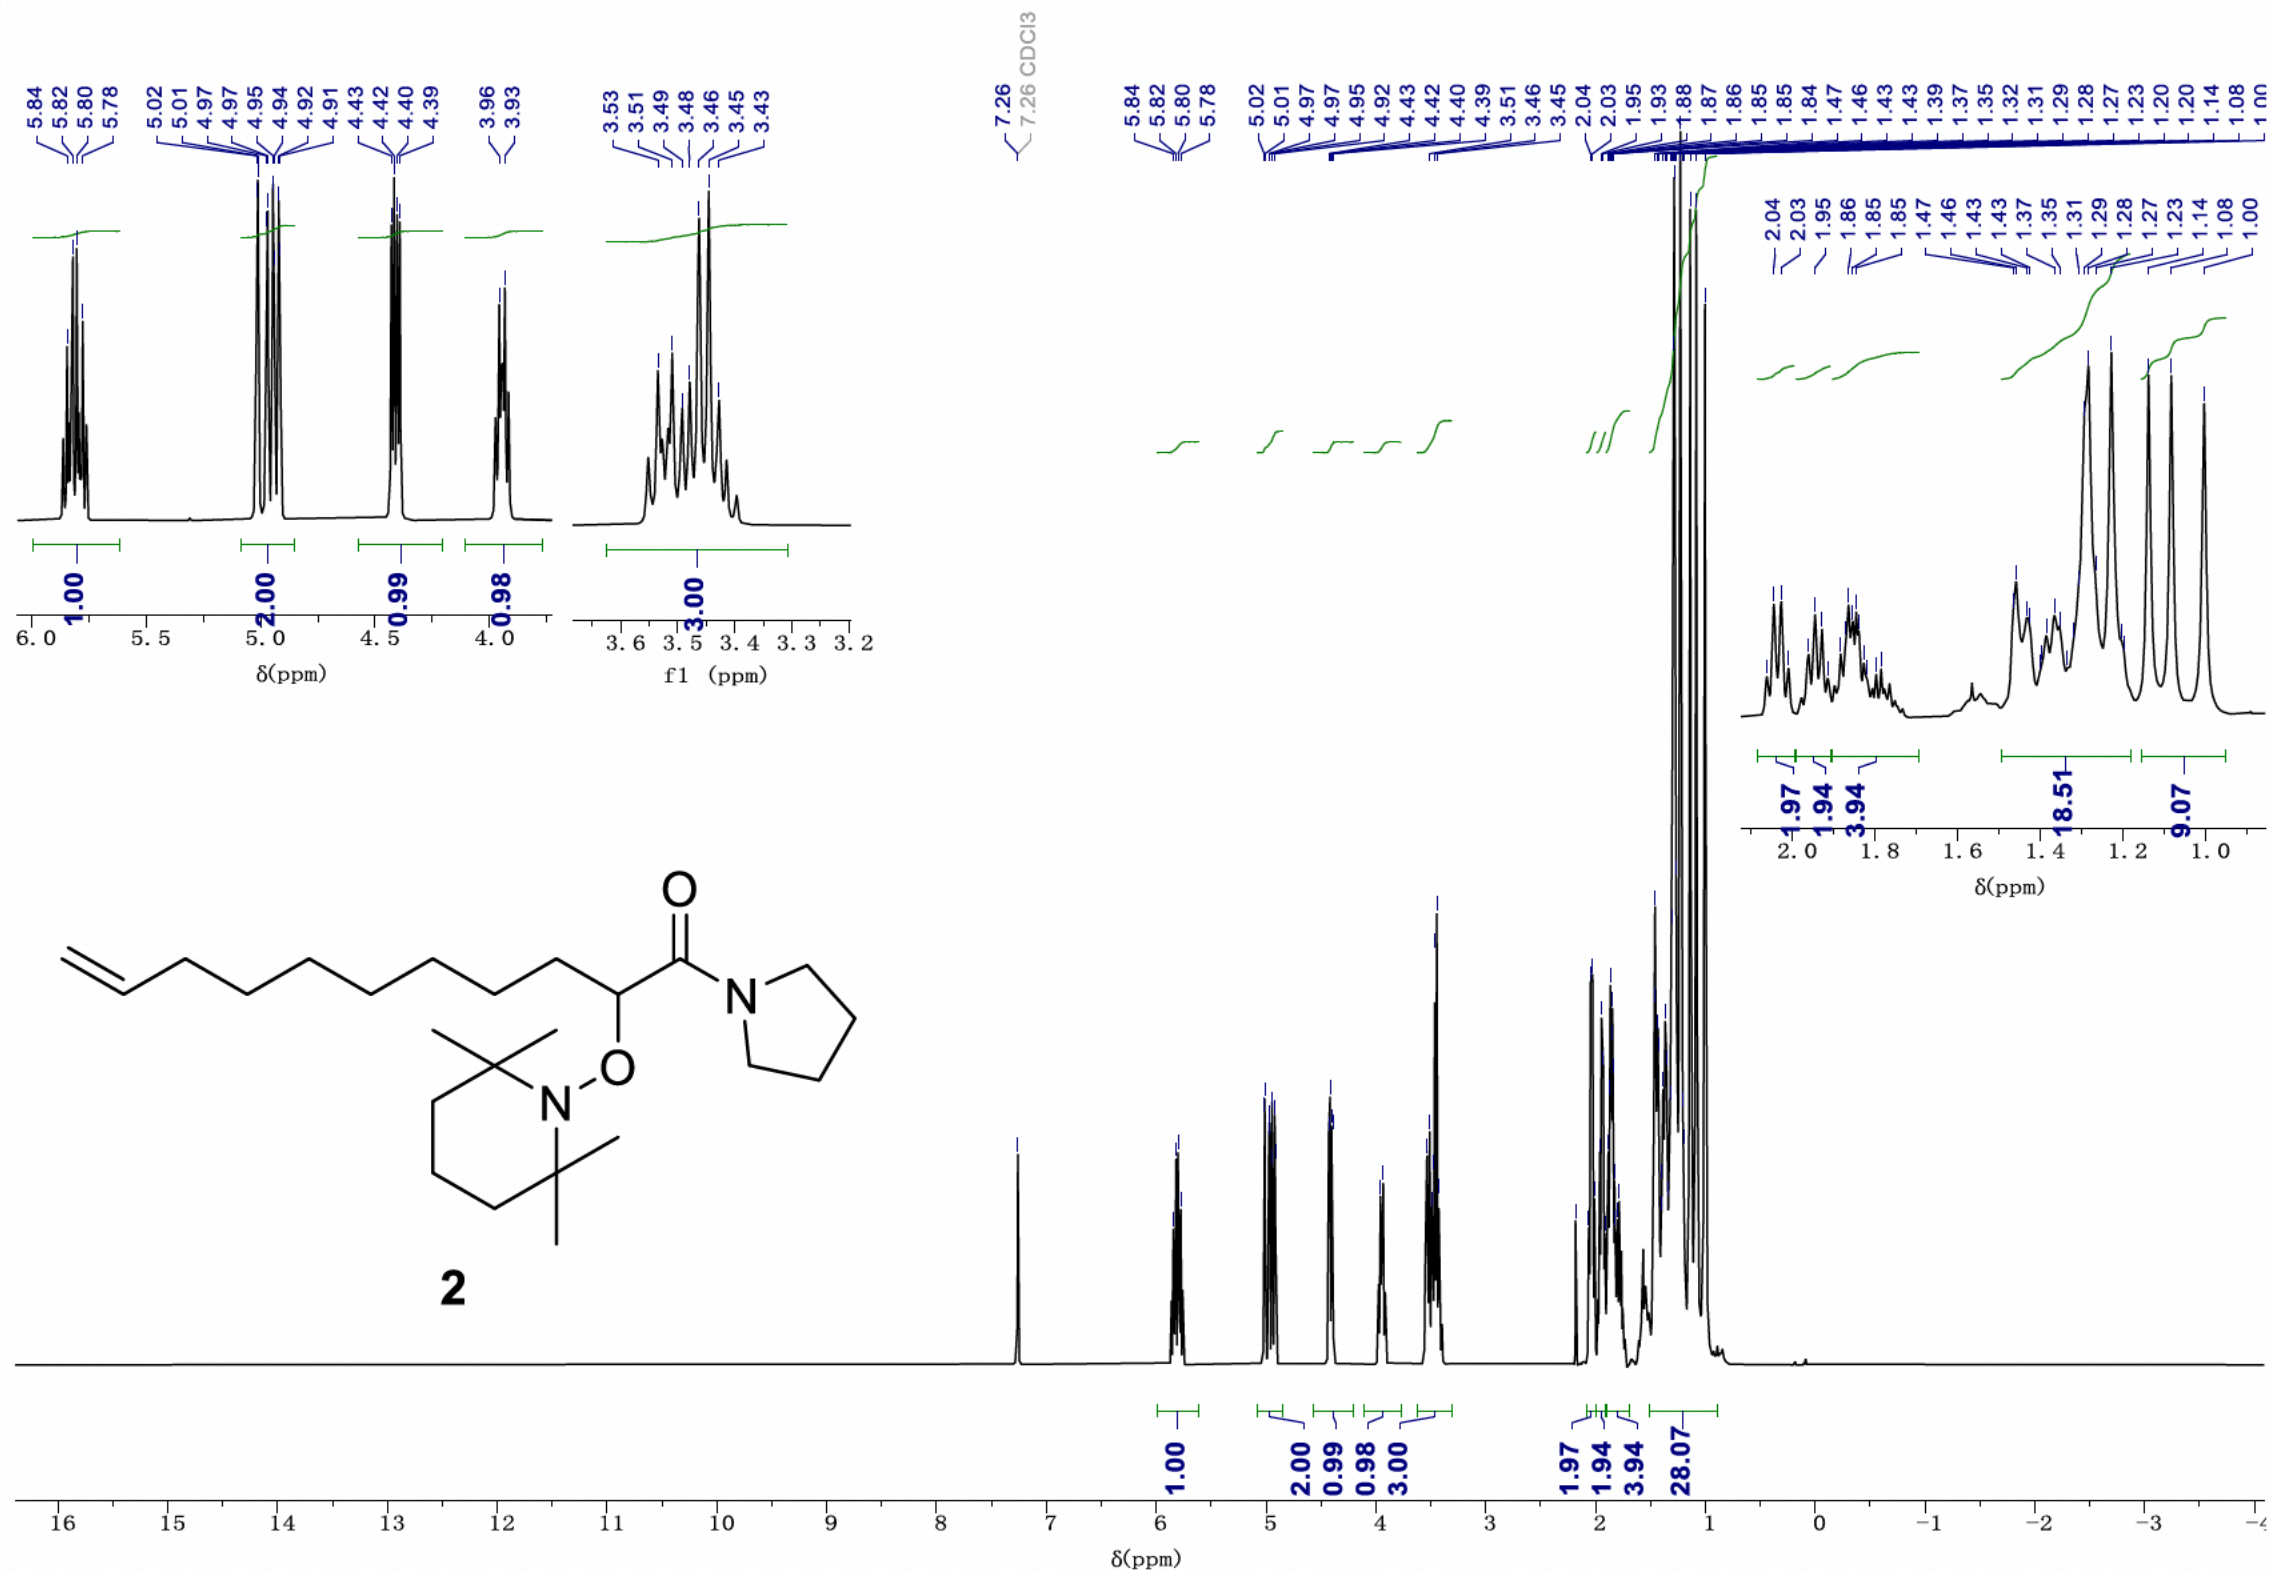 7.26 CDCl3
5.84 5.82 5.80 5.78 5.02 5.01 4.97 4.97 4.95 4.94 4.92 4.91 4.43 4.42 4.40 4.39 3.96 3.93
3.53 3.51 3.49 3.48 3.46 3.45 3.43
7.26
5.84 5.82 5.80 5.78 5.02 5.01 4.97 4.97 4.95 4.92 4.43 4.42 4.40 4.39 3.51 3.46 3.45 2.04 2.03 1.95 1.93 1.88 1.87 1.86 1.85 1.85 1.84 1.47 1.46 1.43 1.43 1.39 1.37 1.35 1.32 1.31 1.29 1.28 1.27 1.23 1.20 1.20 1.14 1.08 1.00
2.04 2.03 1.95 1.86 1.85 1.85 1.47 1.46 1.43 1.43 1.37 1.35 1.31 1.29 1.28 1.27 1.23 1.14 1.08 1.00
1.00 2.00 0.99 0.98
6.0 5.5 5.0 4.5 4.0
δ(ppm)
3.00
3.6 3.5 3.4 3.3 3.2
f1 (ppm)
1.97 1.94 3.94 18.51 9.07
2.0 1.8 1.6 1.4 1.2 1.0
δ(ppm)
O
N
O
N
2
1.00 2.00 0.99 0.98 3.00 1.97 1.94 3.94 28.07
16 15 14 13 12 11 10 9 8 7 6 5 4 3 2 1 0 -1 -2 -3 -4
δ(ppm)